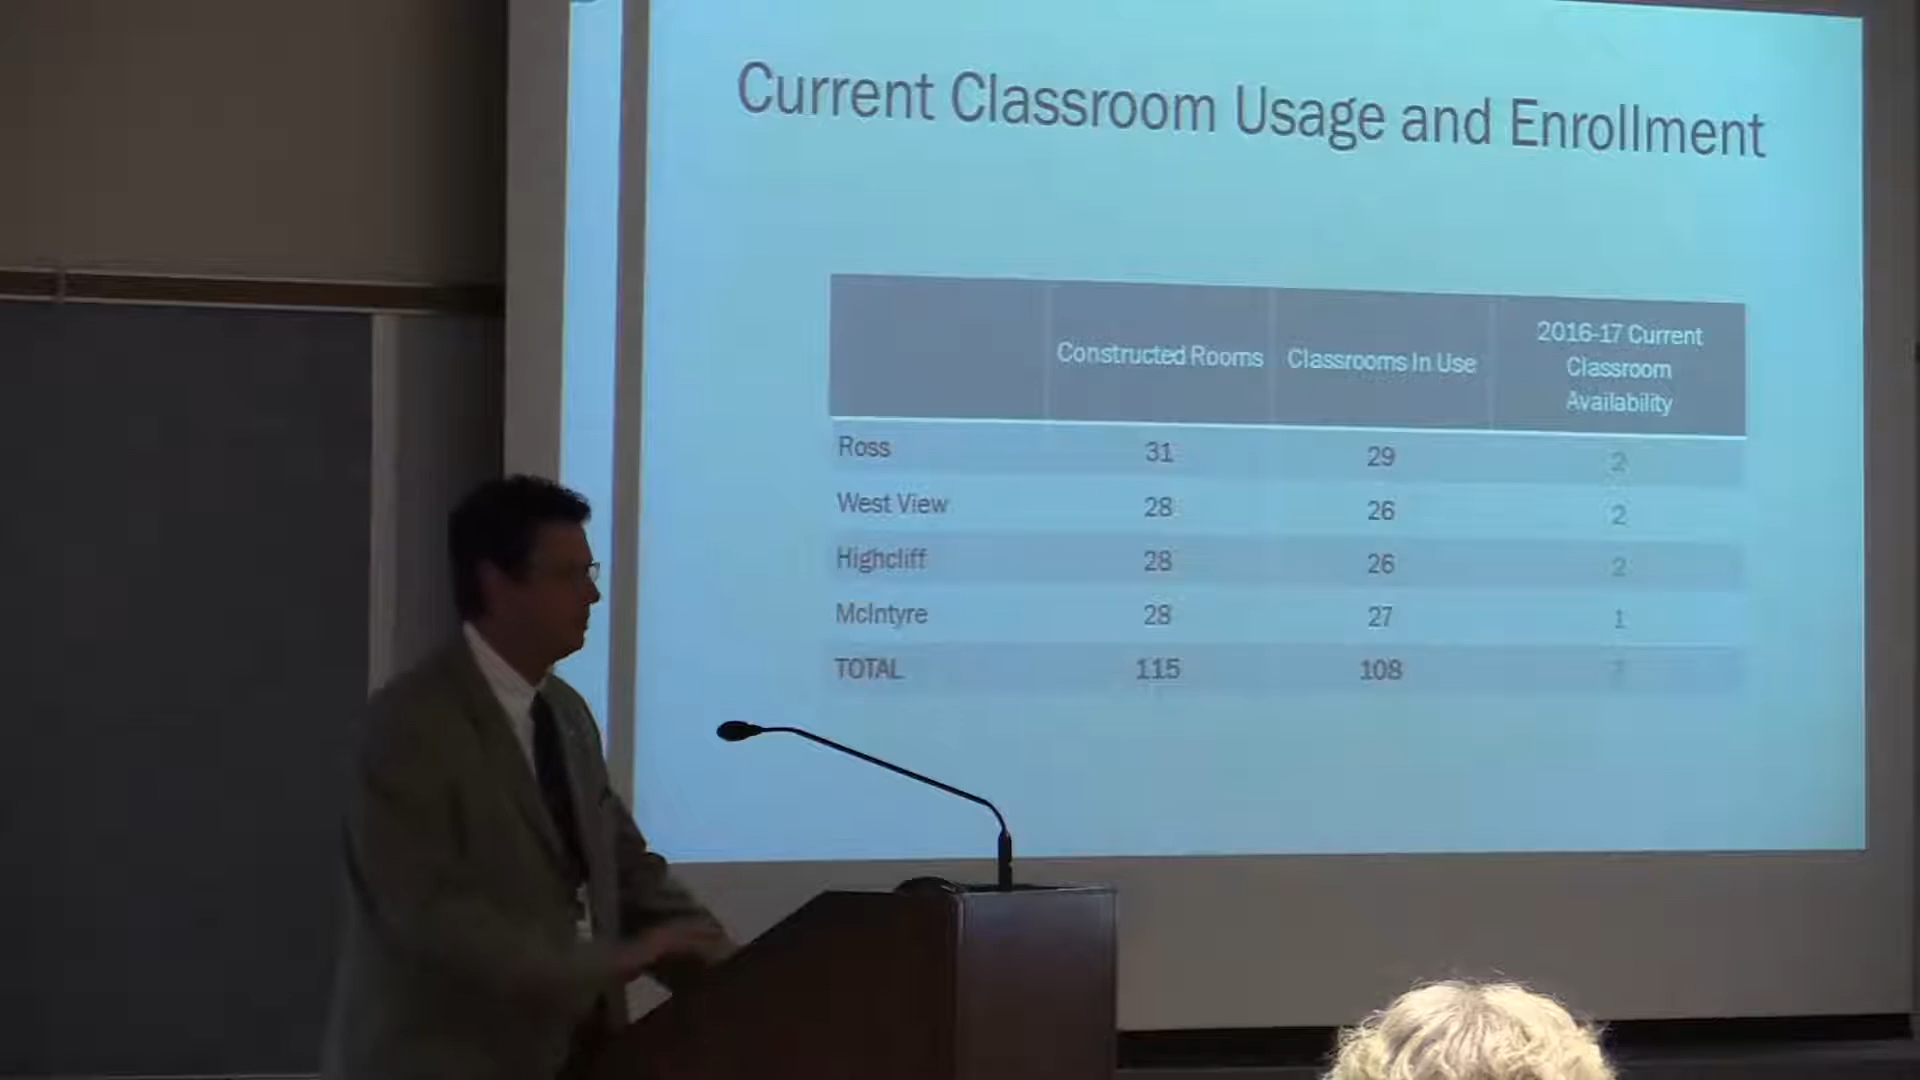 Current Classroom Usage and Enrollment
Constructed Rooms Classrooms In Use 2016-17 Current Classroom Availability
Ross 31 29 2
West View 28 26 2
Highcliff 28 26 2
McIntyre 28 27 1
TOTAL 115 108 7